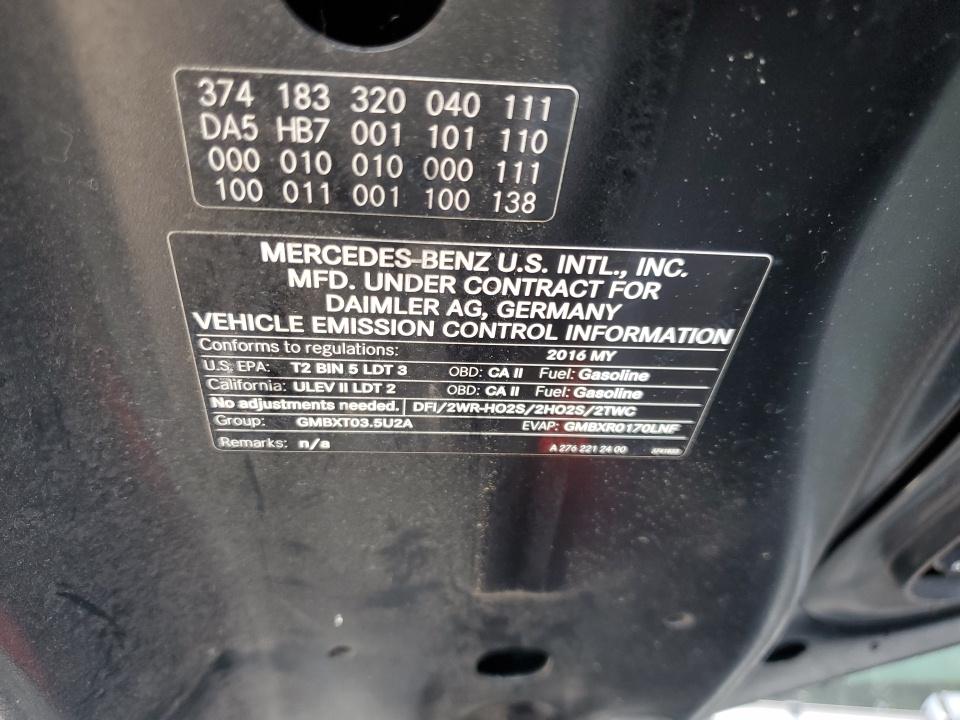 374 183 320 040 111
DA5 HB7 001 101 110
000 010 010 000 111
100 011 001 100 138
MERCEDES-BENZ U.S. INTL., INC.
MFD. UNDER CONTRACT FOR
DAIMLER AG, GERMANY
VEHICLE EMISSION CONTROL INFORMATION
Conforms to regulations: 2016 MY
U.S. EPA: T2 BIN 5 LDT 3 OBD: CA II Fuel: Gasoline
California: ULEV II LDT 2 OBD: CA II Fuel: Gasoline
No adjustments needed. DFI/2WR-HO2S/2HO2S/2TWC
Group: GMBXT03.5U2A EVAP: GMBXR0170LNF
Remarks: n/a A 276 221 24 00